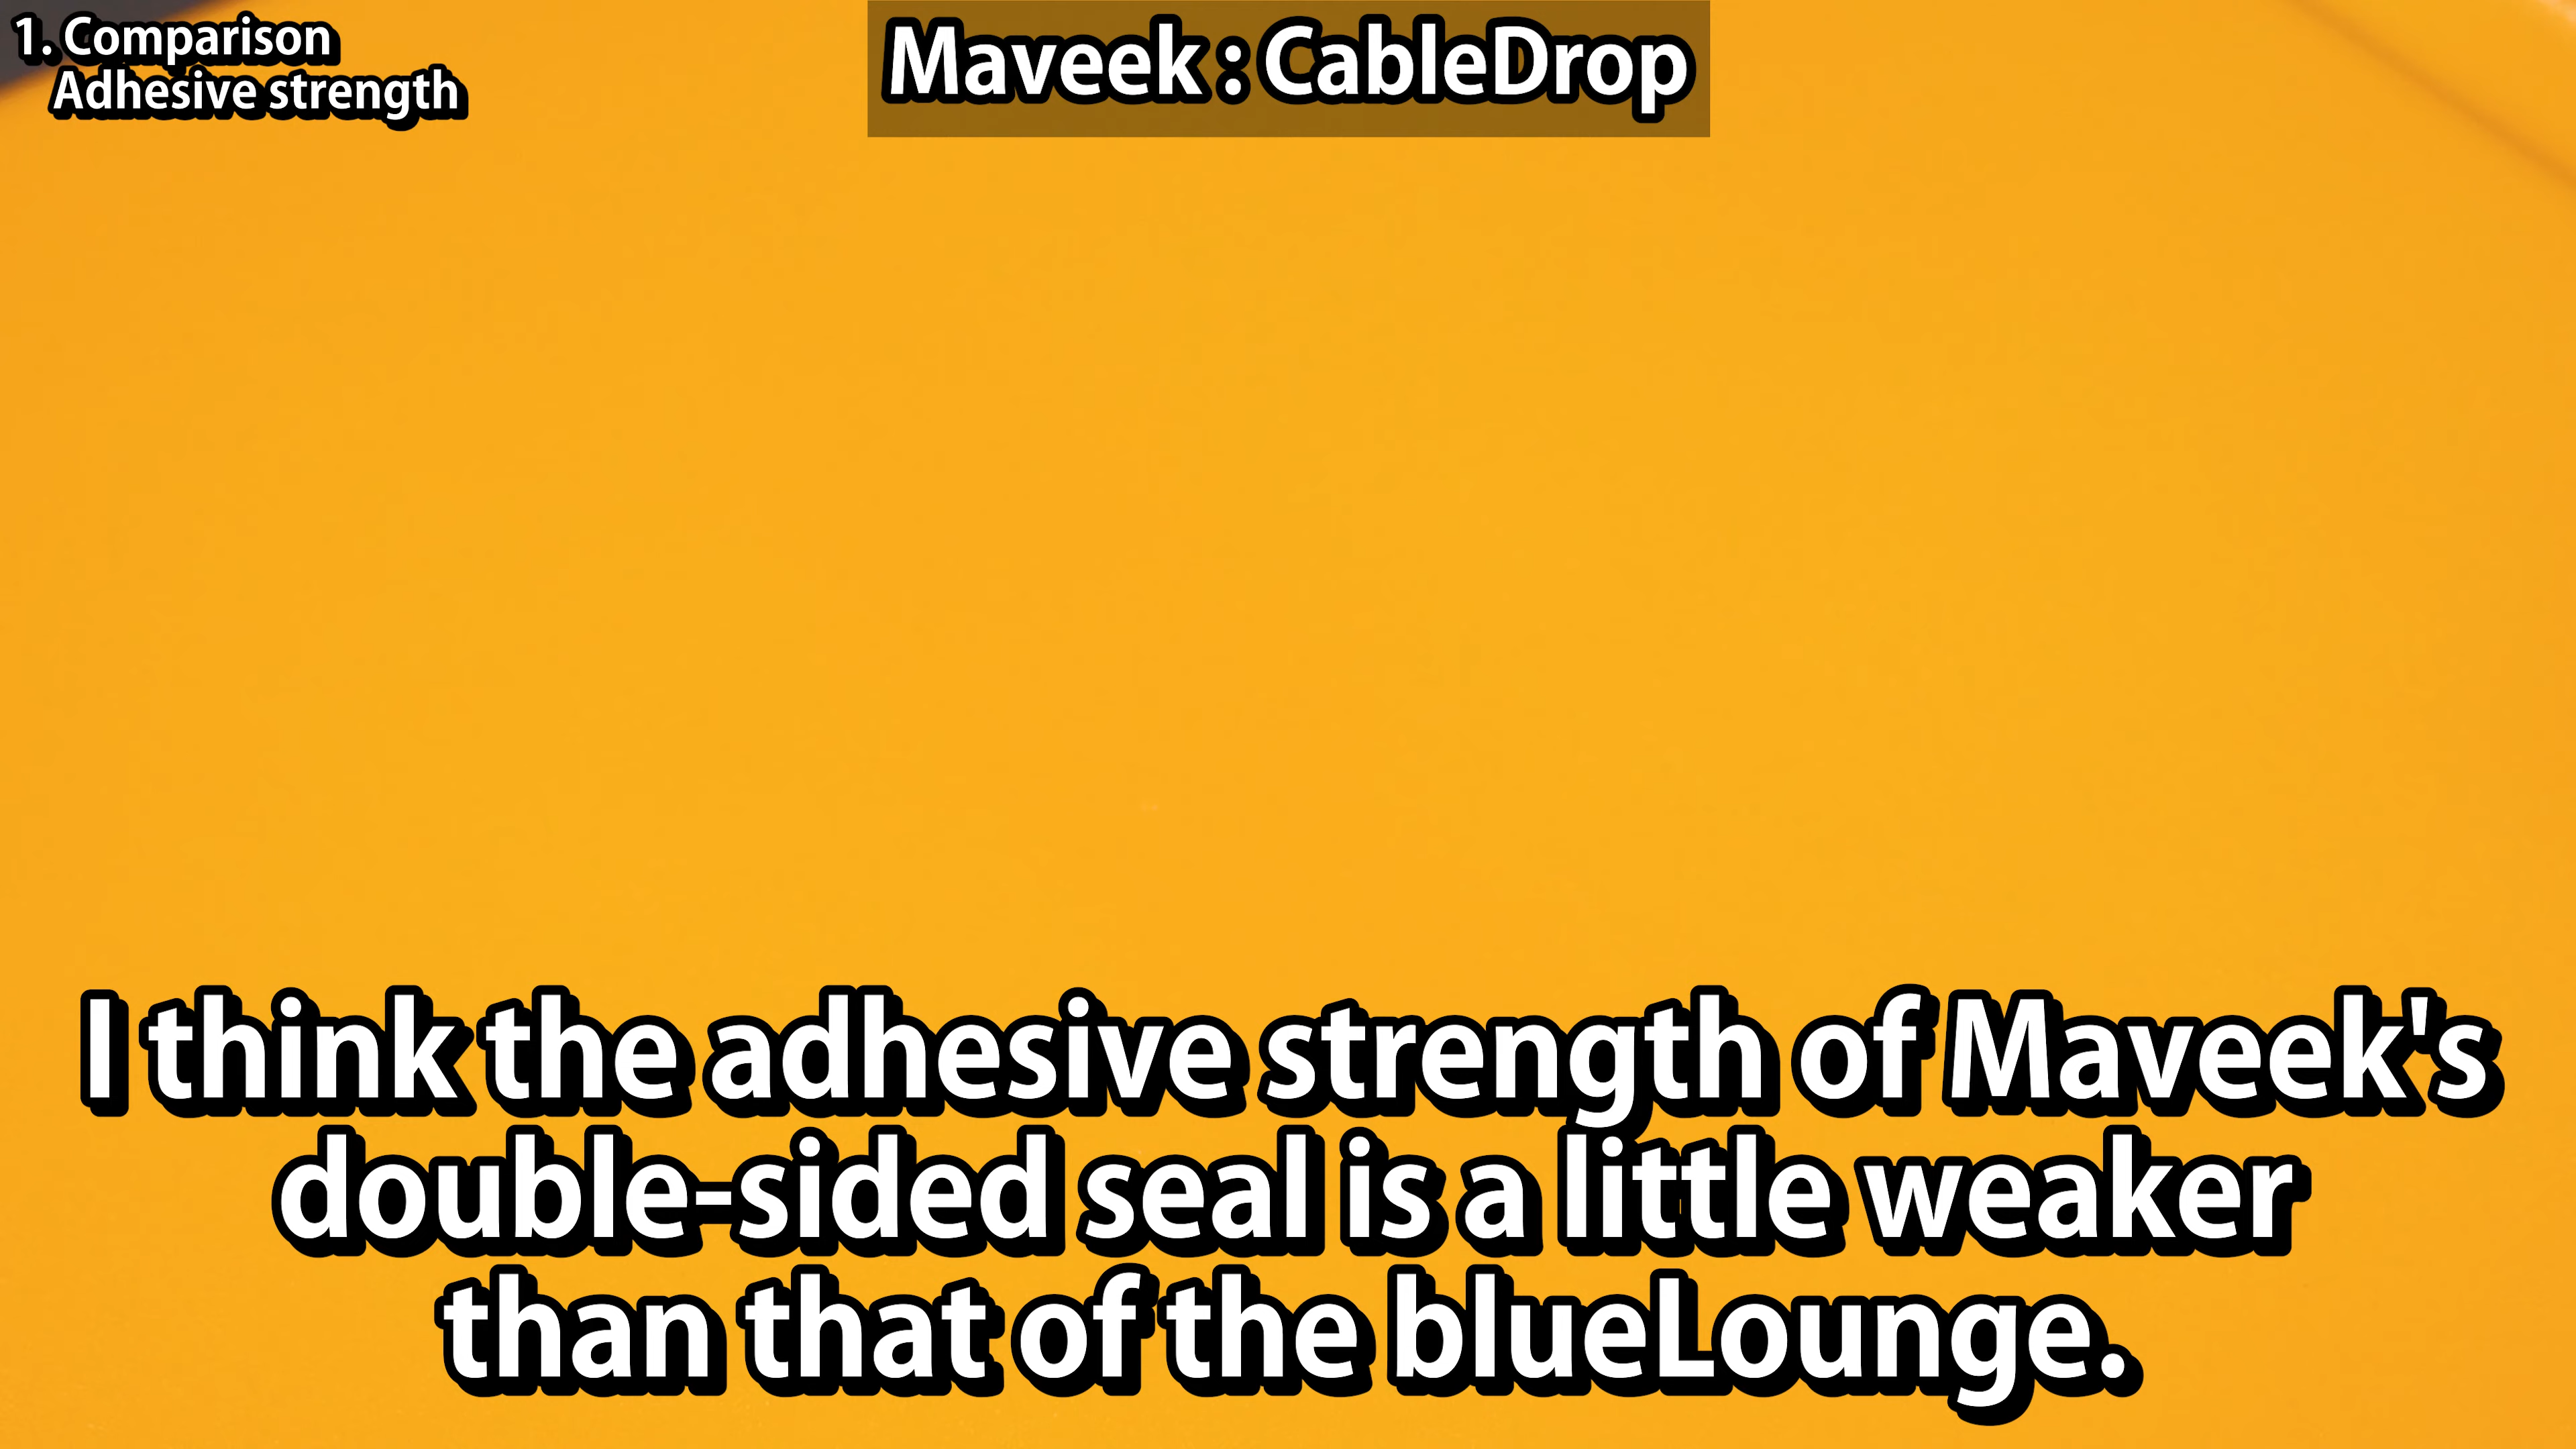 1. Comparison
Adhesive strength
Maveek : CableDrop
I think the adhesive strength of Maveek's
double-sided seal is a little weaker
than that of the blueLounge.